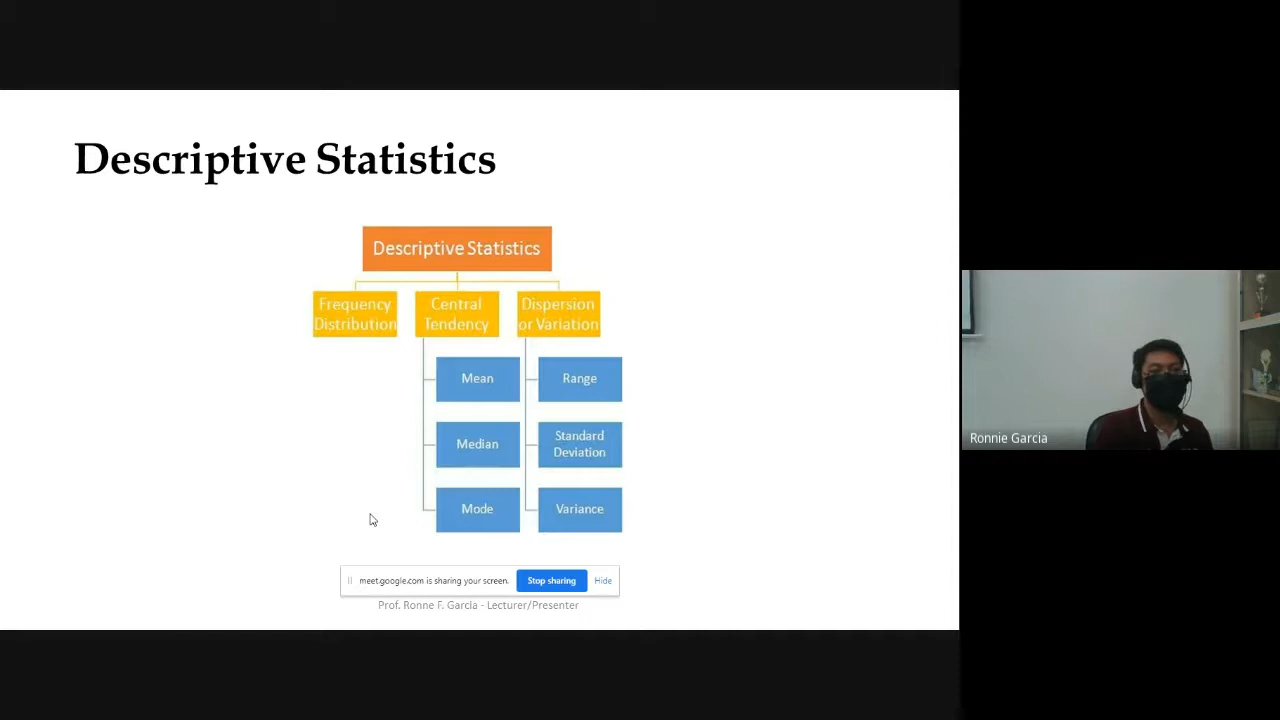 Descriptive Statistics
Descriptive Statistics
Frequency
Distribution
Central
Tendency
Dispersion
or Variation
Mean
Range
Median
Standard
Deviation
Mode
Variance
meet.google.com is sharing your screen.
Stop sharing
Hide
Prof. Ronne F. Garcia - Lecturer/Presenter
Ronnie Garcia